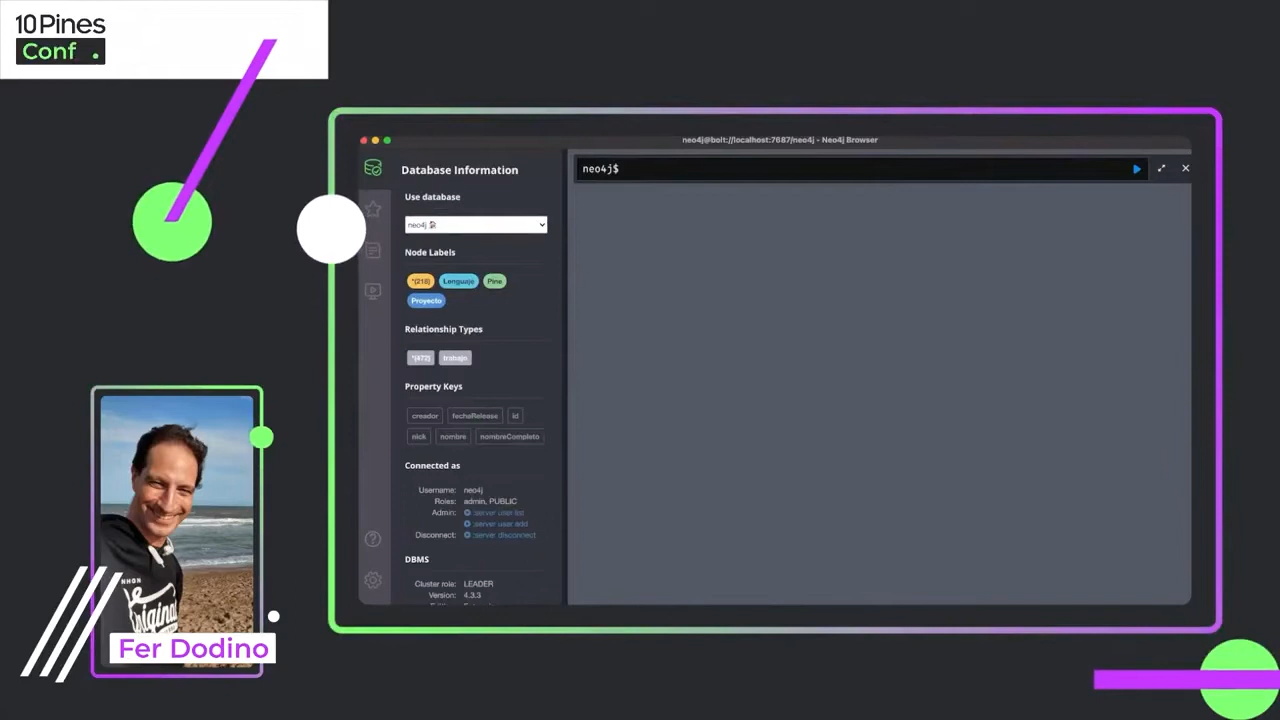 10Pines
Conf .
neo4j@bolt://localhost:7687/neo4j - Neo4j Browser
Database Information
neo4j$
Use database
neo4j
Node Labels
*(218) Lenguaje Pine
Proyecto
Relationship Types
*(472) trabajo
Property Keys
creador fechaRelease id
nick nombre nombreCompleto
Connected as
Username: neo4j
Roles: admin, PUBLIC
Admin: :server user list
:server user add
Disconnect: :server disconnect
DBMS
Cluster role: LEADER
Version: 4.3.3
Fer Dodino